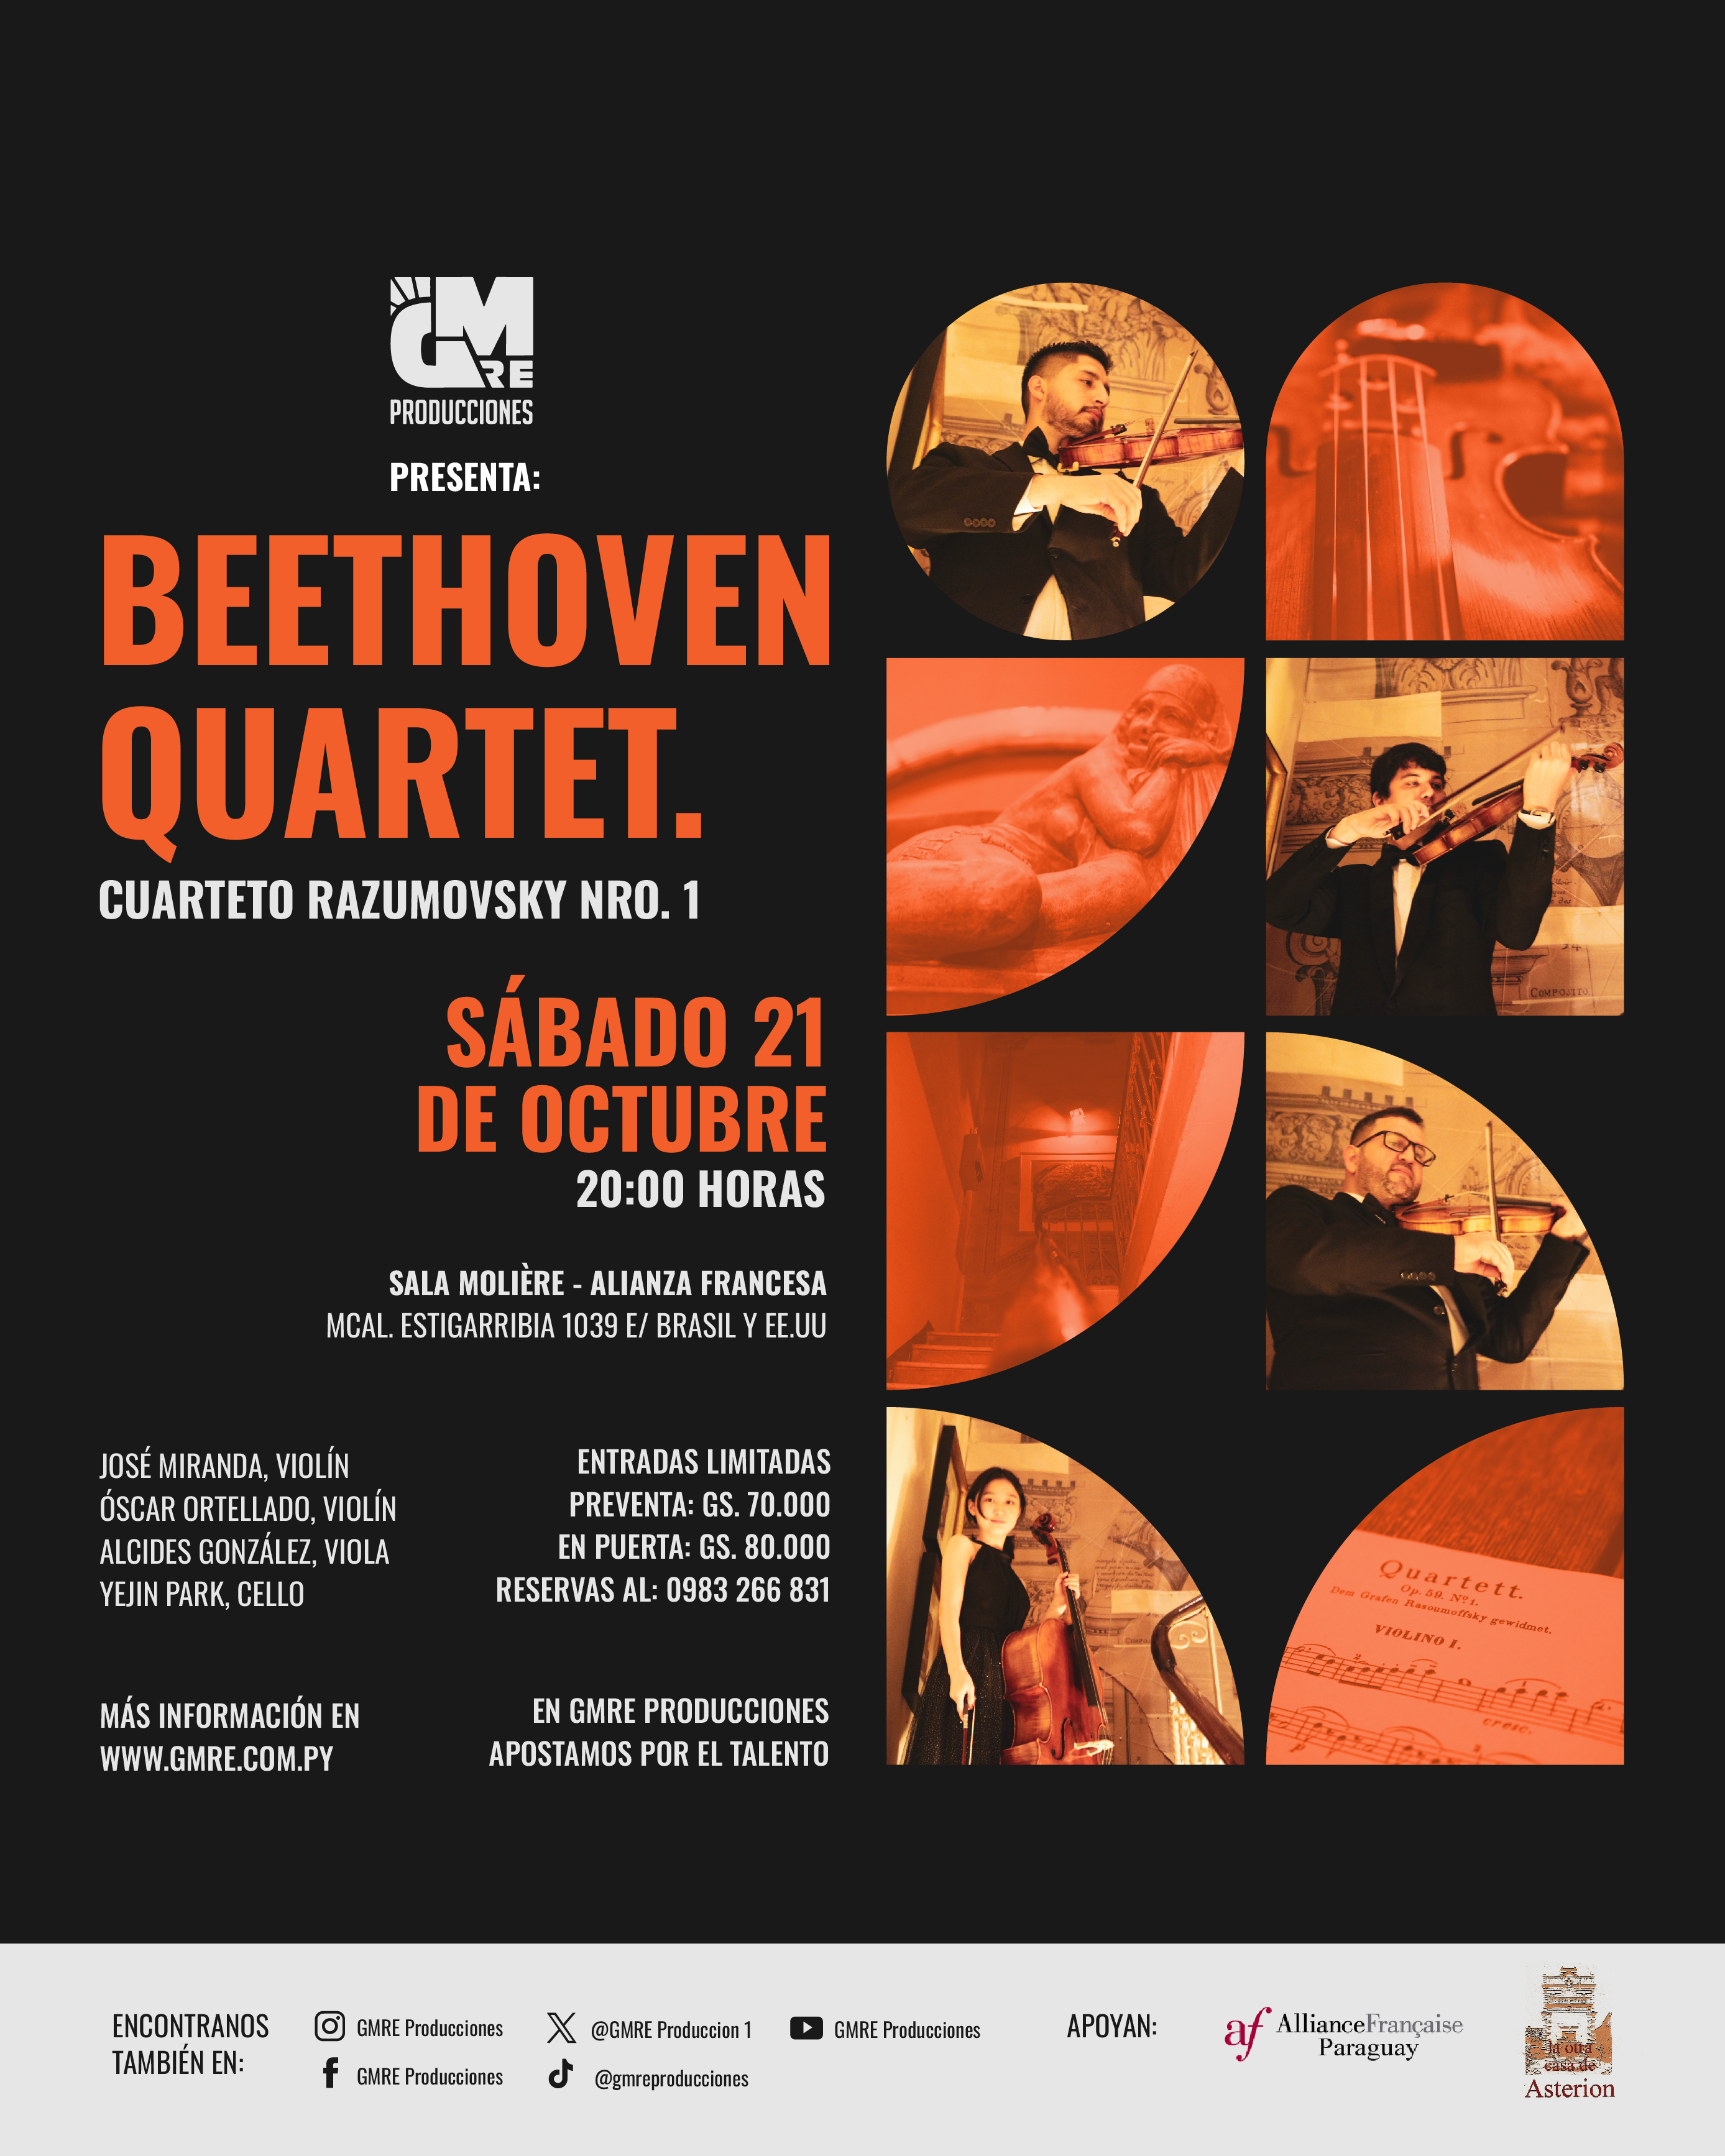 GMRE
PRODUCCIONES
PRESENTA:
BEETHOVEN
QUARTET.
CUARTETO RAZUMOVSKY NRO. 1
SÁBADO 21
DE OCTUBRE
20:00 HORAS
SALA MOLIÈRE - ALIANZA FRANCESA
MCAL. ESTIGARRIBIA 1039 E/ BRASIL Y EE.UU
JOSÉ MIRANDA, VIOLÍN
ÓSCAR ORTELLADO, VIOLÍN
ALCIDES GONZÁLEZ, VIOLA
YEJIN PARK, CELLO
ENTRADAS LIMITADAS
PREVENTA: GS. 70.000
EN PUERTA: GS. 80.000
RESERVAS AL: 0983 266 831
MÁS INFORMACIÓN EN
WWW.GMRE.COM.PY
EN GMRE PRODUCCIONES
APOSTAMOS POR EL TALENTO
COMPOJITO
Quartett.
Op. 59. Nº 1.
Dem Grafen Rasoumoffsky gewidmet.
VIOLINO I.
cresc.
p
ENCONTRANOS
TAMBIÉN EN:
GMRE Producciones
GMRE Producciones
@GMRE Produccion 1
@gmreproducciones
GMRE Producciones
APOYAN:
af AllianceFrançaise
Paraguay
la otra
casa de
Asterion